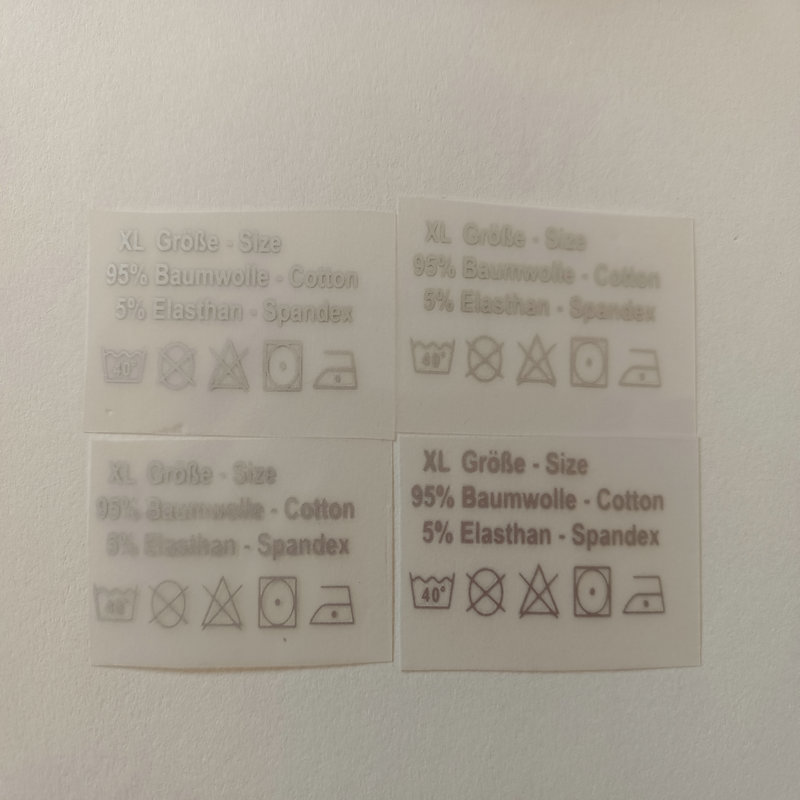 XL Größe - Size
95% Baumwolle - Cotton
5% Elasthan - Spandex
40°
XL Größe - Size
95% Baumwolle - Cotton
5% Elasthan - Spandex
40°
XL Größe - Size
95% Baumwolle - Cotton
5% Elasthan - Spandex
40°
XL Größe - Size
95% Baumwolle - Cotton
5% Elasthan - Spandex
40°